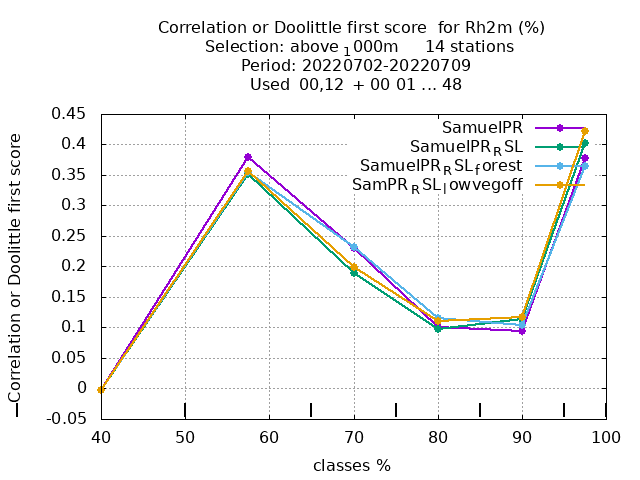 Correlation or Doolittle first score  for Rh2m (%)
Selection: above ₁000m     14 stations
Period: 20220702-20220709
Used  00,12  + 00 01 ... 48
Correlation or Doolittle first score
0.45
0.4
0.35
0.3
0.25
0.2
0.15
0.1
0.05
0
-0.05
SamuelPR
SamuelPR_RSL
SamuelPR_RSL_forest
SamPR_RSL_lowvegoff
40 50 60 70 80 90 100
classes %